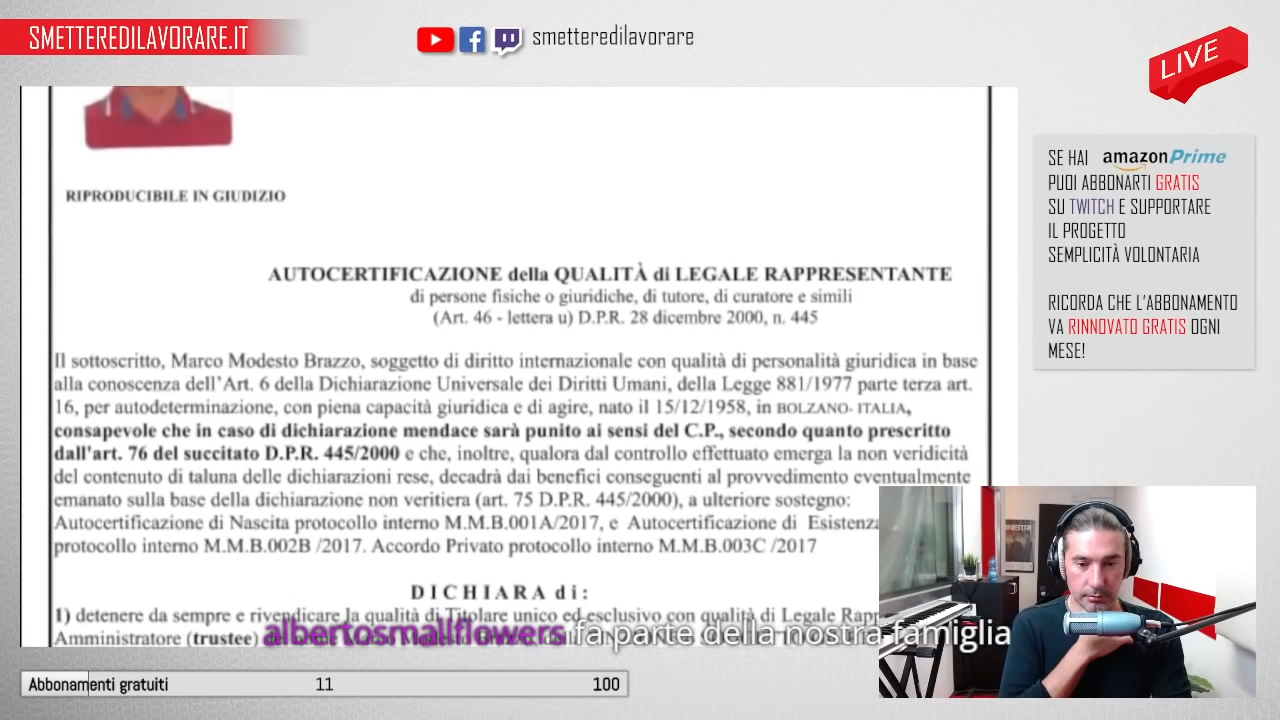 SMETTEREDILAVORARE.IT
smetteredilavorare
LIVE
SE HAI amazonPrime
PUOI ABBONARTI GRATIS
SU TWITCH E SUPPORTARE
IL PROGETTO
SEMPLICITÀ VOLONTARIA
RICORDA CHE L'ABBONAMENTO
VA RINNOVATO GRATIS OGNI
MESE!
RIPRODUCIBILE IN GIUDIZIO
AUTOCERTIFICAZIONE della QUALITÀ di LEGALE RAPPRESENTANTE
di persone fisiche o giuridiche, di tutore, di curatore e simili
(Art. 46 - lettera u) D.P.R. 28 dicembre 2000, n. 445
Il sottoscritto, Marco Modesto Brazzo, soggetto di diritto internazionale con qualità di personalità giuridica in base
alla conoscenza dell'Art. 6 della Dichiarazione Universale dei Diritti Umani, della Legge 881/1977 parte terza art.
16, per autodeterminazione, con piena capacità giuridica e di agire, nato il 15/12/1958, in BOLZANO- ITALIA,
consapevole che in caso di dichiarazione mendace sarà punito ai sensi del C.P., secondo quanto prescritto
dall'art. 76 del succitato D.P.R. 445/2000 e che, inoltre, qualora dal controllo effettuato emerga la non veridicità
del contenuto di taluna delle dichiarazioni rese, decadrà dai benefici conseguenti al provvedimento eventualmente
emanato sulla base della dichiarazione non veritiera (art. 75 D.P.R. 445/2000), a ulteriore sostegno:
Autocertificazione di Nascita protocollo interno M.M.B.001A/2017, e Autocertificazione di Esistenza
protocollo interno M.M.B.002B /2017. Accordo Privato protocollo interno M.M.B.003C /2017
DICHIARA di:
1) detenere da sempre e rivendicare la qualità di Titolare unico ed esclusivo con qualità di Legale Rapp
Amministratore (trustee)
albertosmallflowers fa parte della nostra famiglia
Abbonamenti gratuiti 11 100